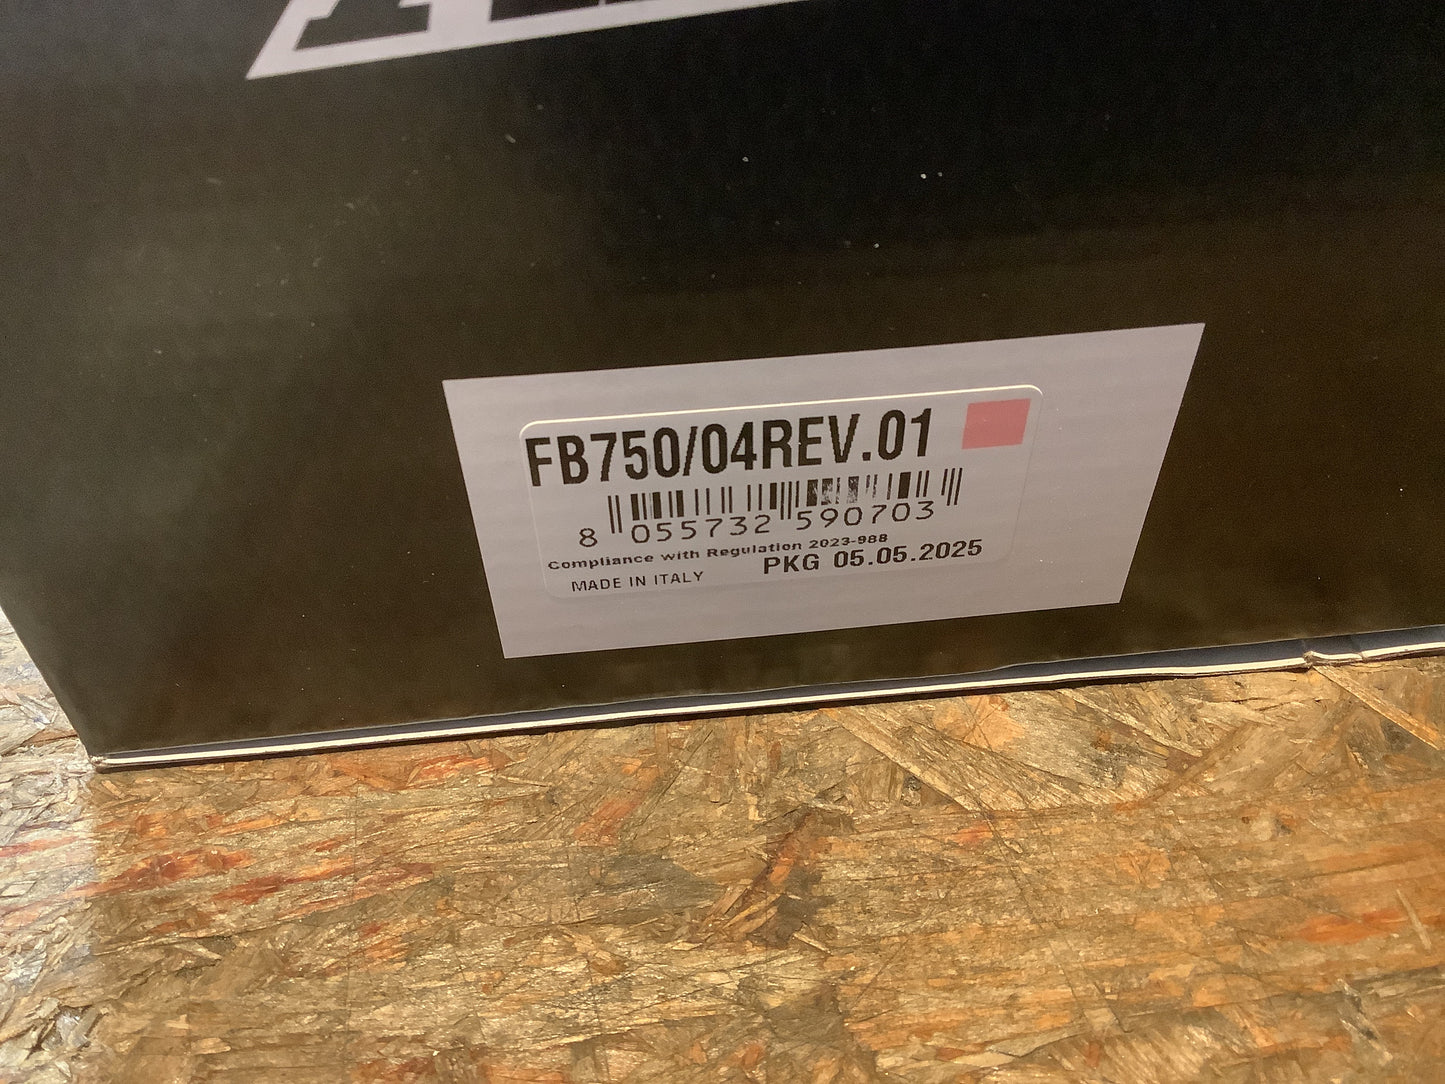 FB750/04REV.01
8 055732 590703
Compliance with Regulation 2023-988
MADE IN ITALY PKG 05.05.2025